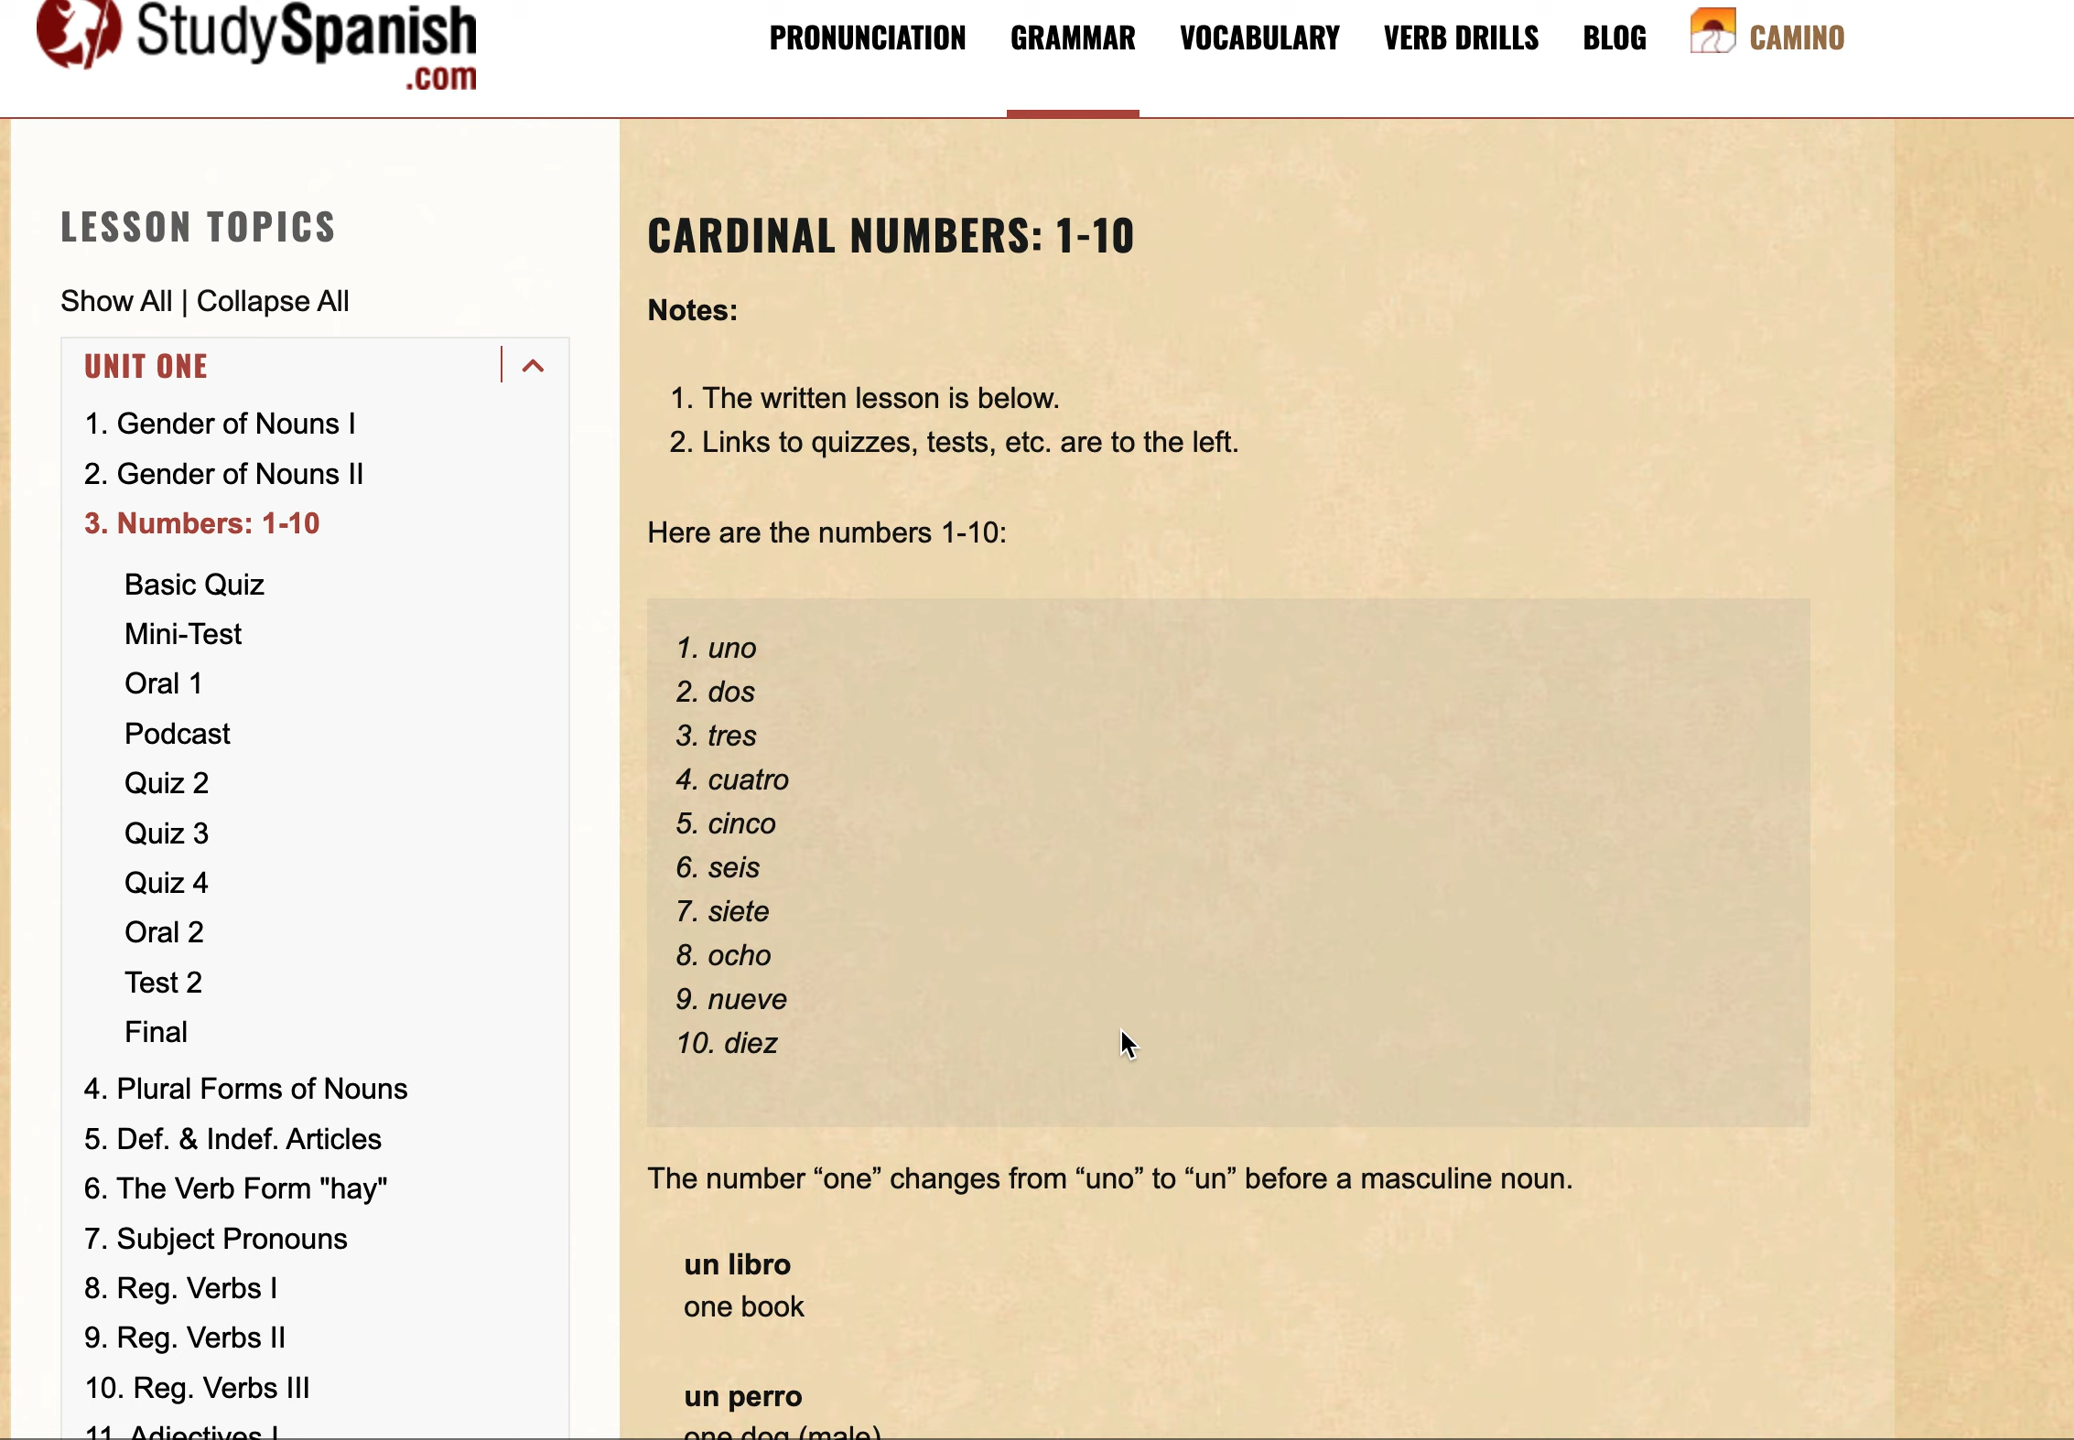 StudySpanish
.com
PRONUNCIATION GRAMMAR VOCABULARY VERB DRILLS BLOG CAMINO
LESSON TOPICS
Show All | Collapse All
UNIT ONE
1. Gender of Nouns I
2. Gender of Nouns II
3. Numbers: 1-10
Basic Quiz
Mini-Test
Oral 1
Podcast
Quiz 2
Quiz 3
Quiz 4
Oral 2
Test 2
Final
4. Plural Forms of Nouns
5. Def. & Indef. Articles
6. The Verb Form "hay"
7. Subject Pronouns
8. Reg. Verbs I
9. Reg. Verbs II
10. Reg. Verbs III
11. Adjectives I
CARDINAL NUMBERS: 1-10
Notes:
1. The written lesson is below.
2. Links to quizzes, tests, etc. are to the left.
Here are the numbers 1-10:
1. uno
2. dos
3. tres
4. cuatro
5. cinco
6. seis
7. siete
8. ocho
9. nueve
10. diez
The number “one” changes from “uno” to “un” before a masculine noun.
un libro
one book
un perro
one dog (male)